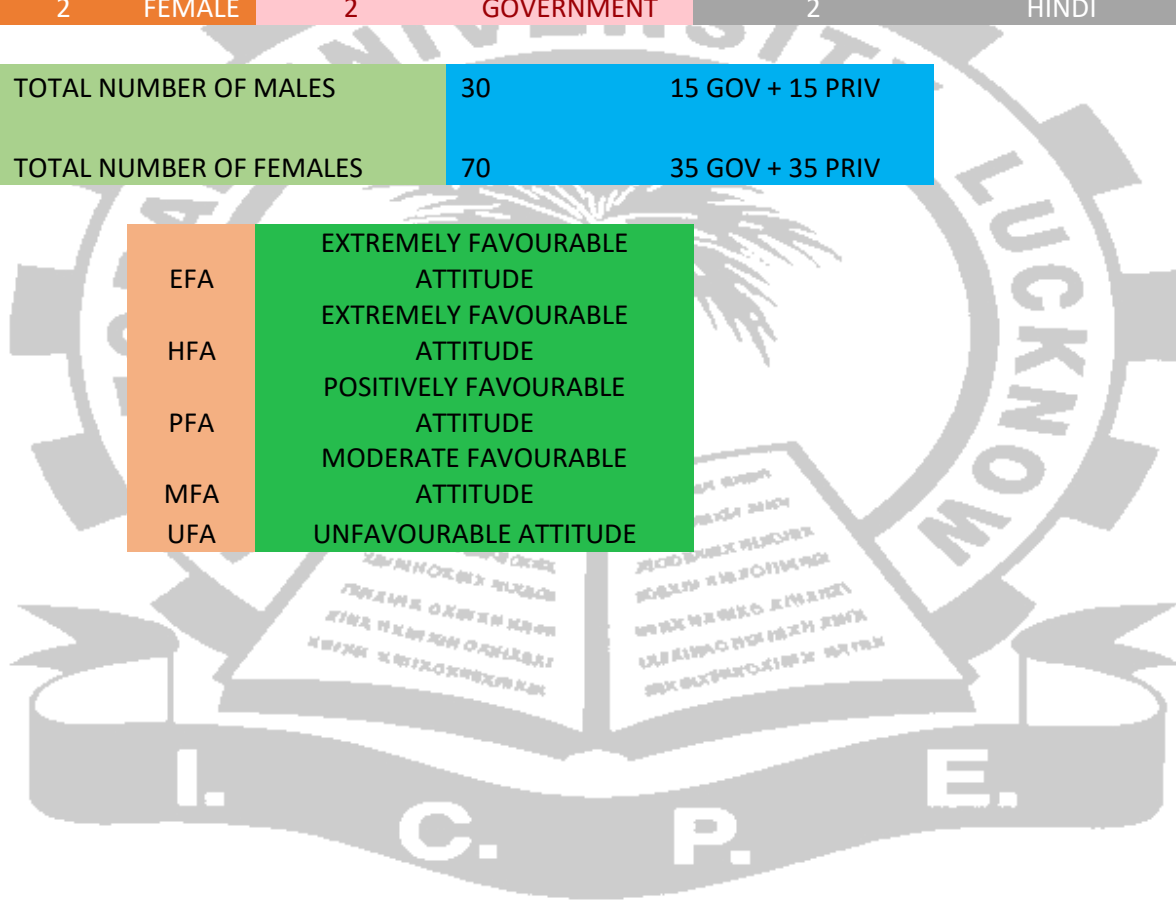 2 FEMALE 2 GOVERNMENT 2 HINDI
TOTAL NUMBER OF MALES 30 15 GOV + 15 PRIV
TOTAL NUMBER OF FEMALES 70 35 GOV + 35 PRIV
EXTREMELY FAVOURABLE
EFA ATTITUDE
EXTREMELY FAVOURABLE
HFA ATTITUDE
POSITIVELY FAVOURABLE
PFA ATTITUDE
MODERATE FAVOURABLE
MFA ATTITUDE
UFA UNFAVOURABLE ATTITUDE
LUCKNOW
I. C. P. E.